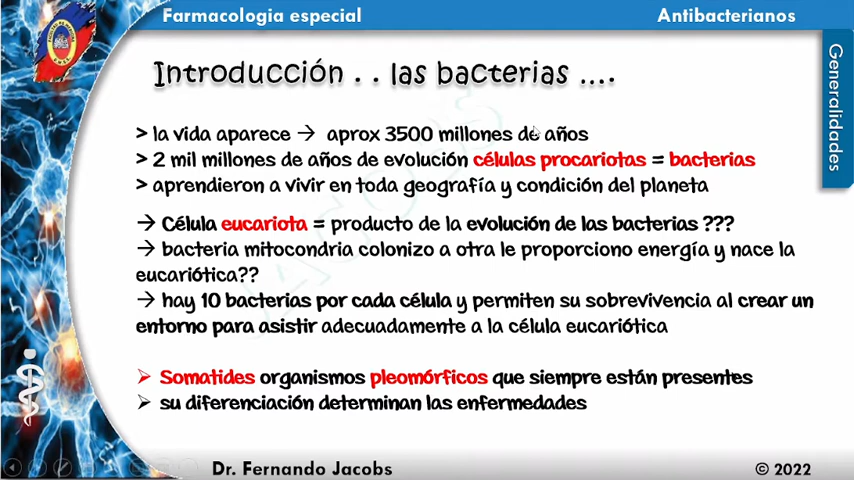 Farmacologia especial
Antibacterianos
Generalidades
Introducción . . las bacterias ....
> la vida aparece → aprox 3500 millones de años
> 2 mil millones de años de evolución células procariotas = bacterias
> aprendieron a vivir en toda geografía y condición del planeta
→ Célula eucariota = producto de la evolución de las bacterias ???
→ bacteria mitocondria colonizo a otra le proporciono energía y nace la
eucariótica??
→ hay 10 bacterias por cada célula y permiten su sobrevivencia al crear un
entorno para asistir adecuadamente a la célula eucariótica
➢ Somatides organismos pleomórficos que siempre están presentes
➢ su diferenciación determinan las enfermedades
Dr. Fernando Jacobs
© 2022
JACOBS